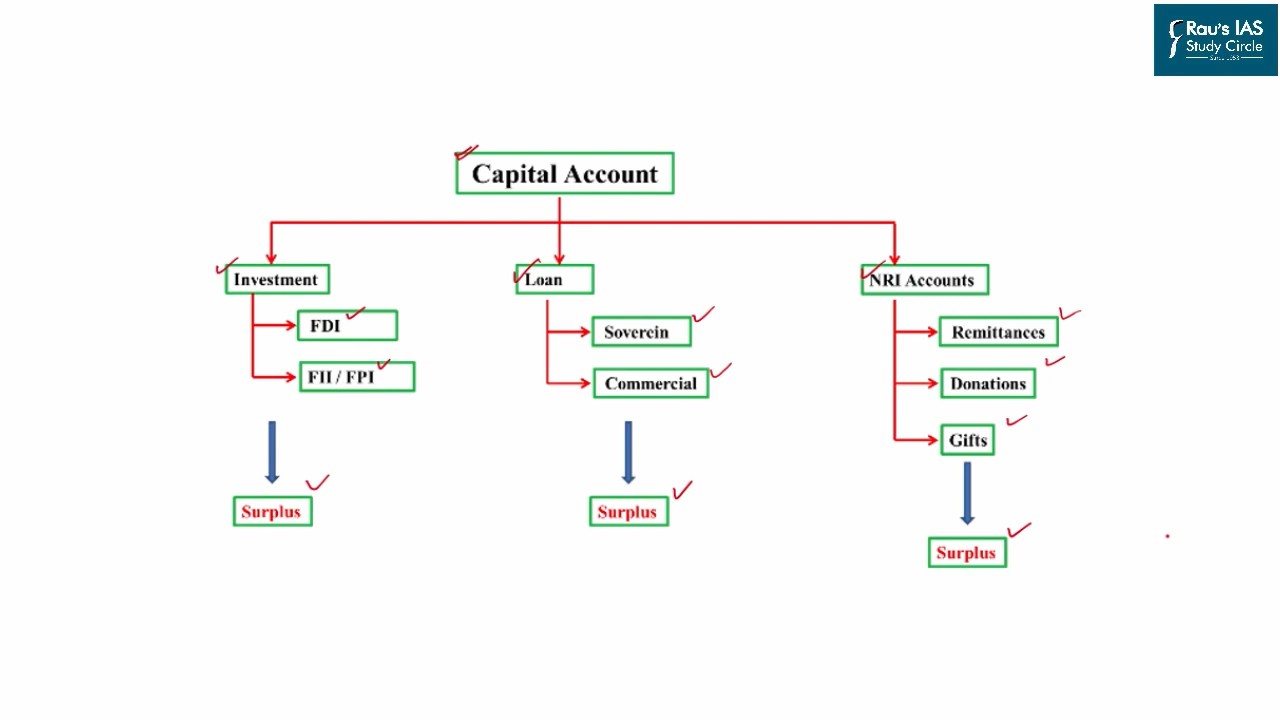 Rau's IAS
Study Circle
Capital Account
Investment
Loan
NRI Accounts
FDI
FII / FPI
Soverein
Commercial
Remittances
Donations
Gifts
Surplus
Surplus
Surplus